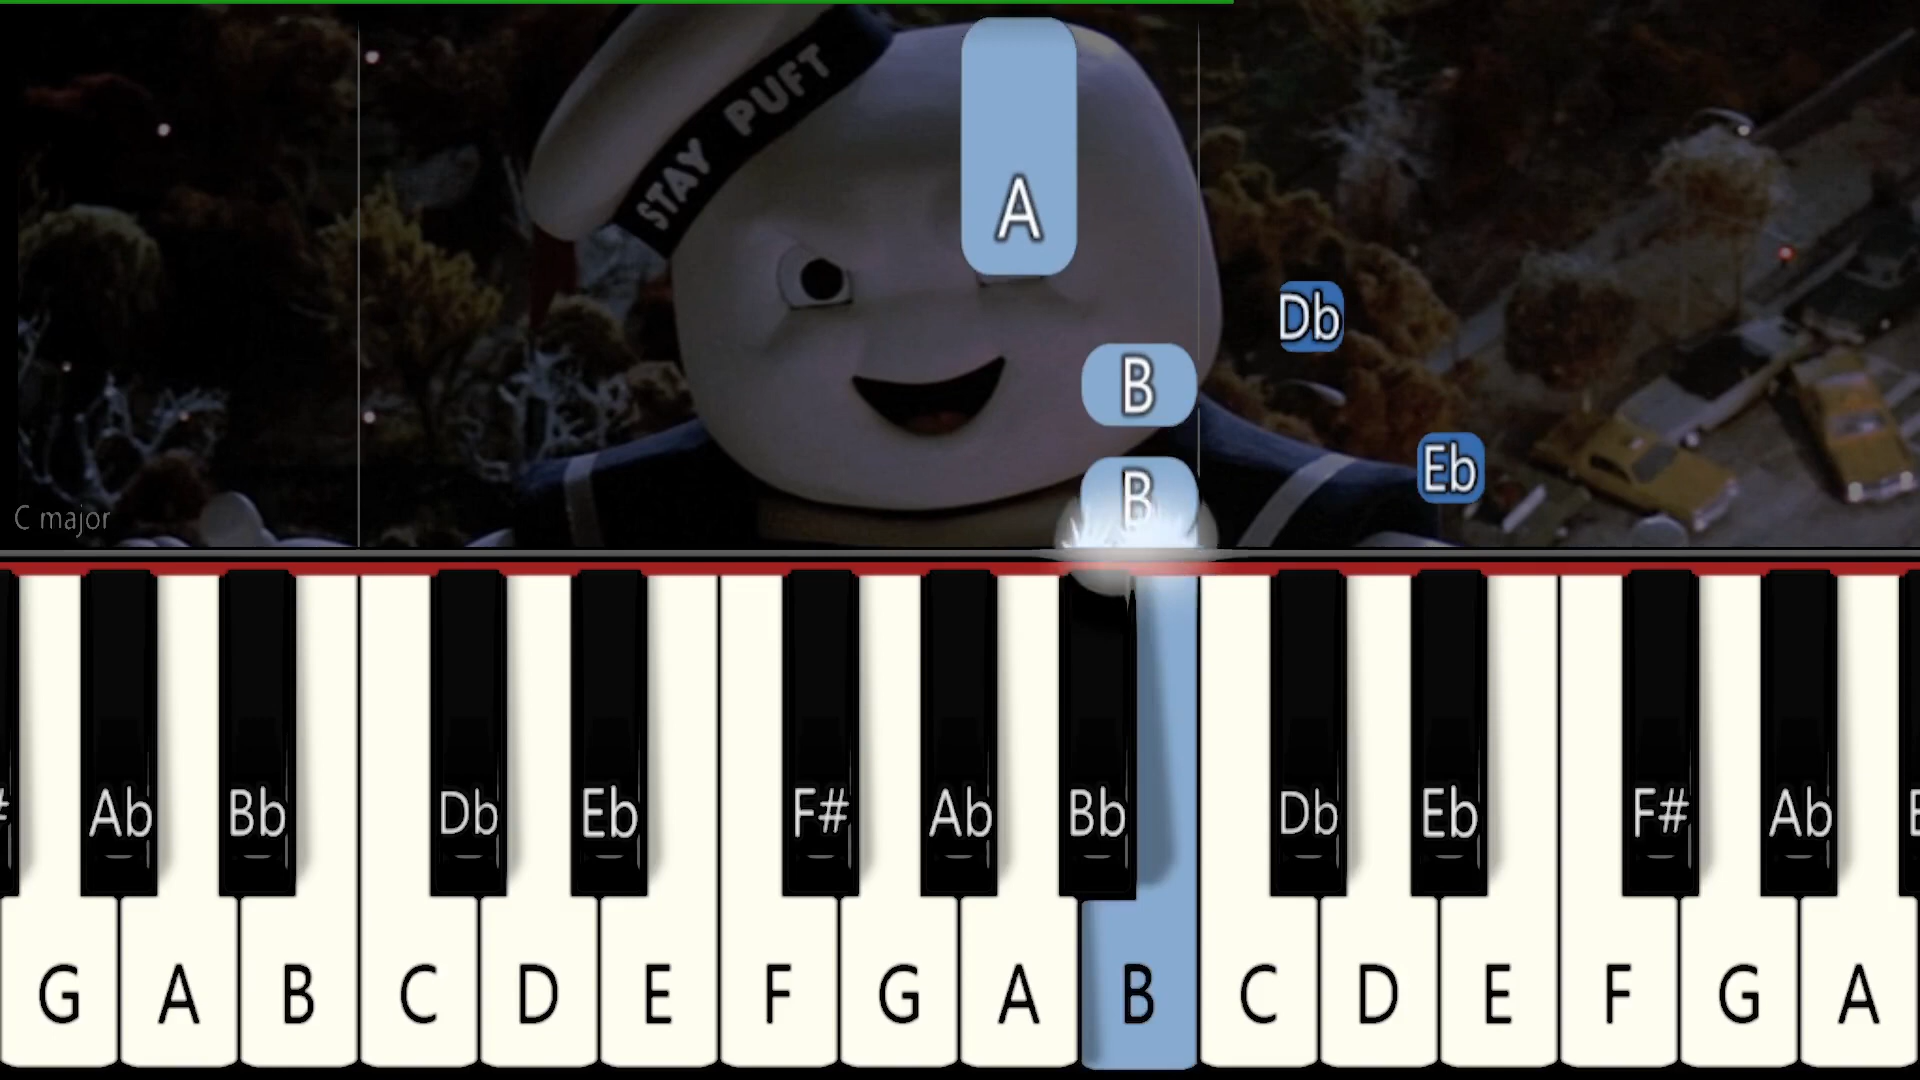 STAY PUFT
A
Db
B
Eb
B
C major
# Ab Bb Db Eb F# Ab Bb Db Eb F# Ab
G A B C D E F G A B C D E F G A